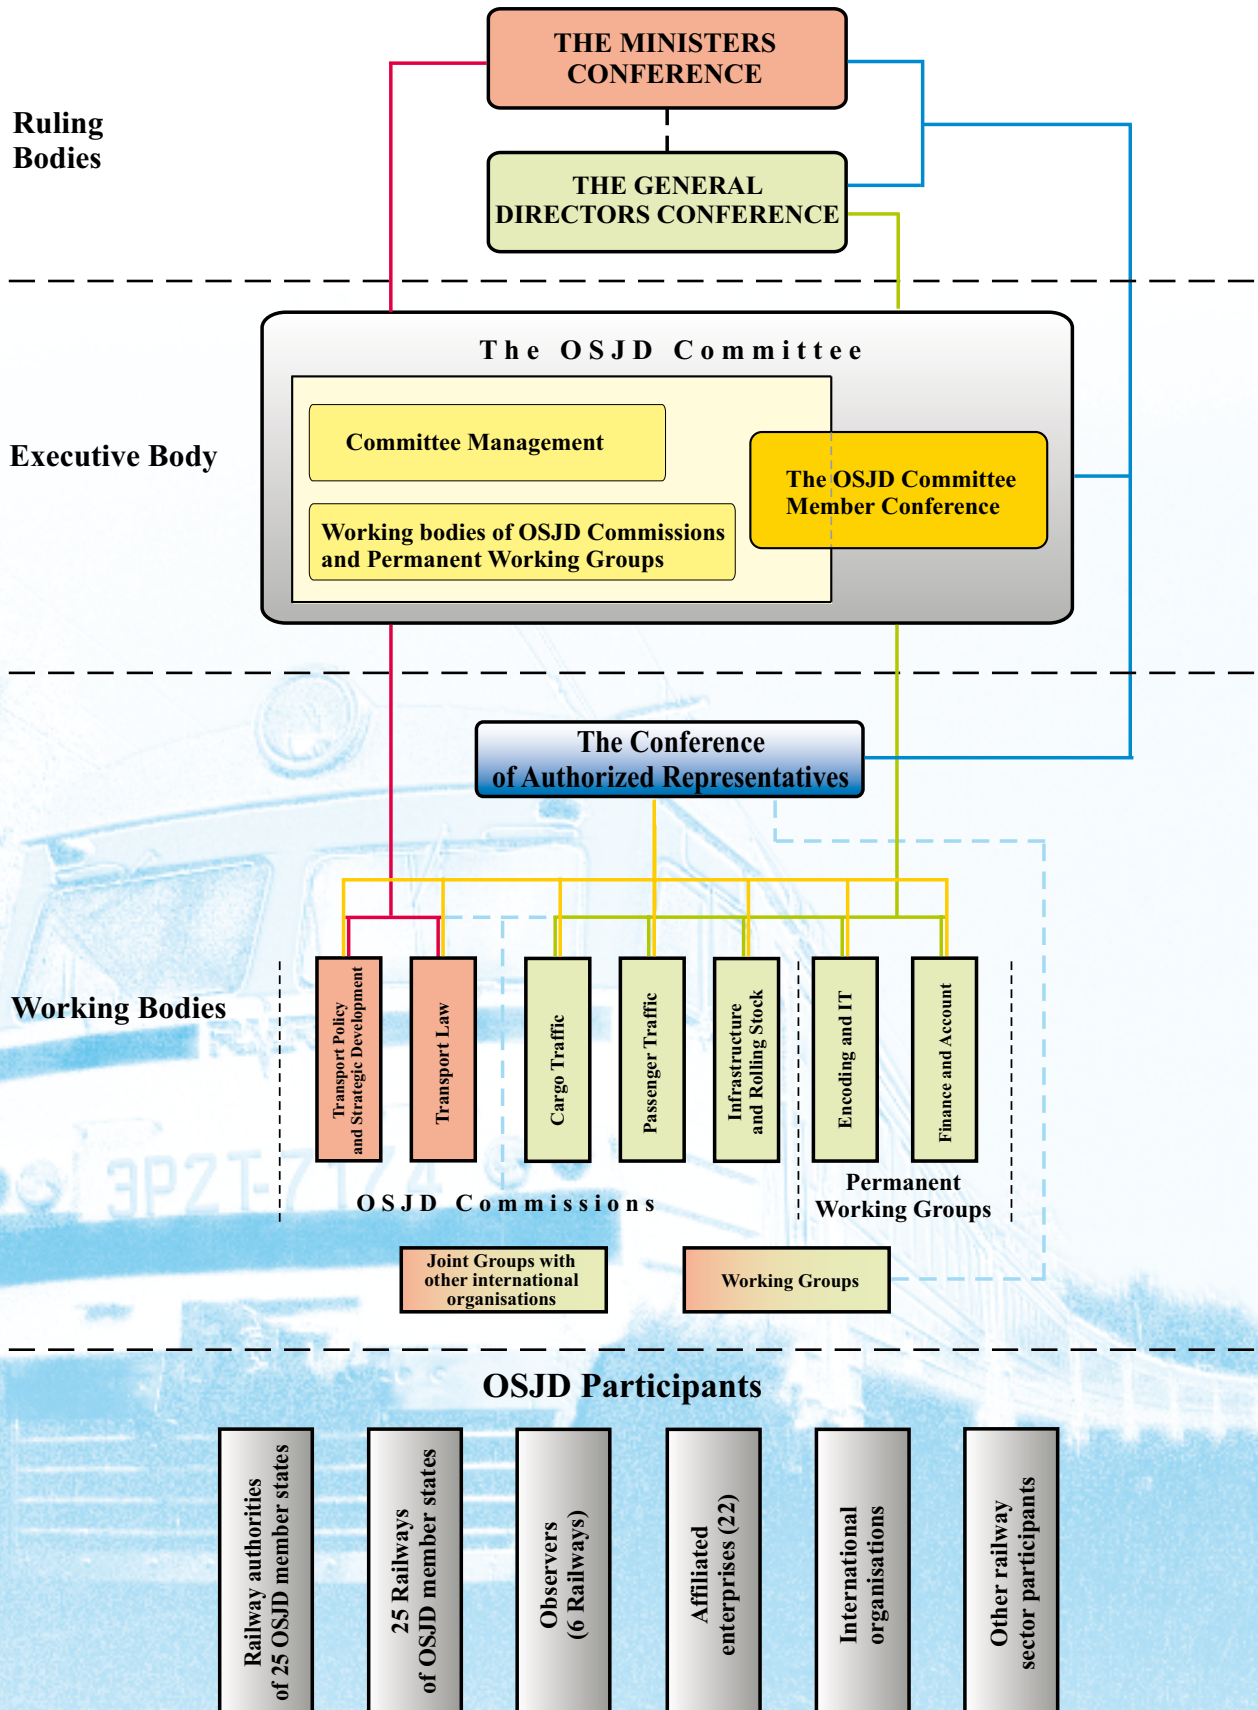 THE MINISTERS
CONFERENCE
Ruling
Bodies
THE GENERAL
DIRECTORS CONFERENCE
The OSJD Committee
Committee Management
Executive Body
The OSJD Committee
Member Conference
Working bodies of OSJD Commissions
and Permanent Working Groups
The Conference
of Authorized Representatives
Working Bodies
Transport Policy
and Strategic Development
Transport Law
Cargo Traffic
Passenger Traffic
Infrastructure
and Rolling Stock
Encoding and IT
Finance and Account
ЭР2Т-7174
OSJD Commissions
Permanent
Working Groups
Joint Groups with
other international
organisations
Working Groups
OSJD Participants
Railway authorities
of 25 OSJD member states
25 Railways
of OSJD member states
Observers
(6 Railways)
Affiliated
enterprises (22)
International
organisations
Other railway
sector participants